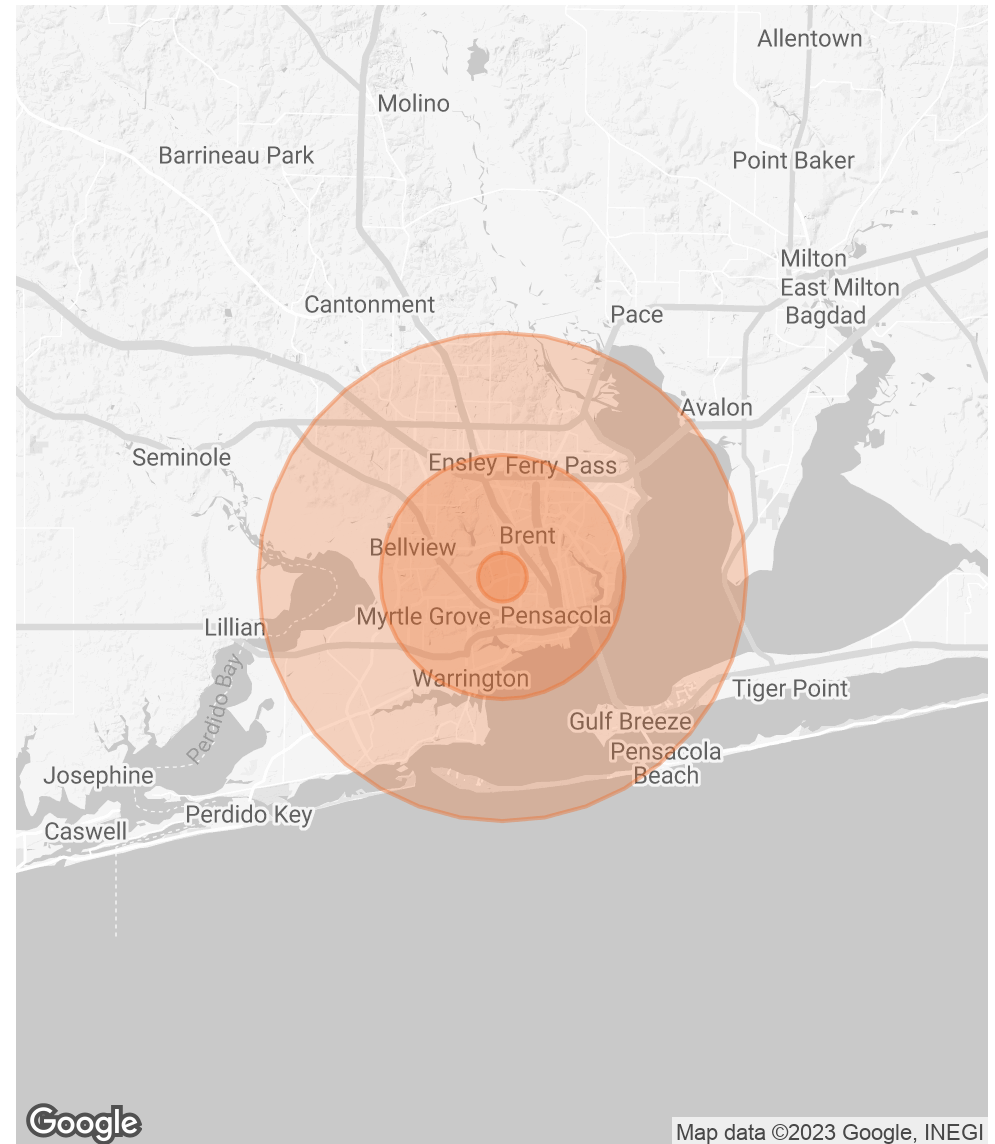 Allentown
Molino
Barrineau Park
Point Baker
Milton
East Milton
Cantonment
Pace
Bagdad
Avalon
Seminole
Ensley
Ferry Pass
Brent
Bellview
Myrtle Grove
Pensacola
Lillian
Perdido Bay
Warrington
Tiger Point
Gulf Breeze
Pensacola
Beach
Josephine
Perdido Key
Caswell
Google
Map data ©2023 Google, INEGI